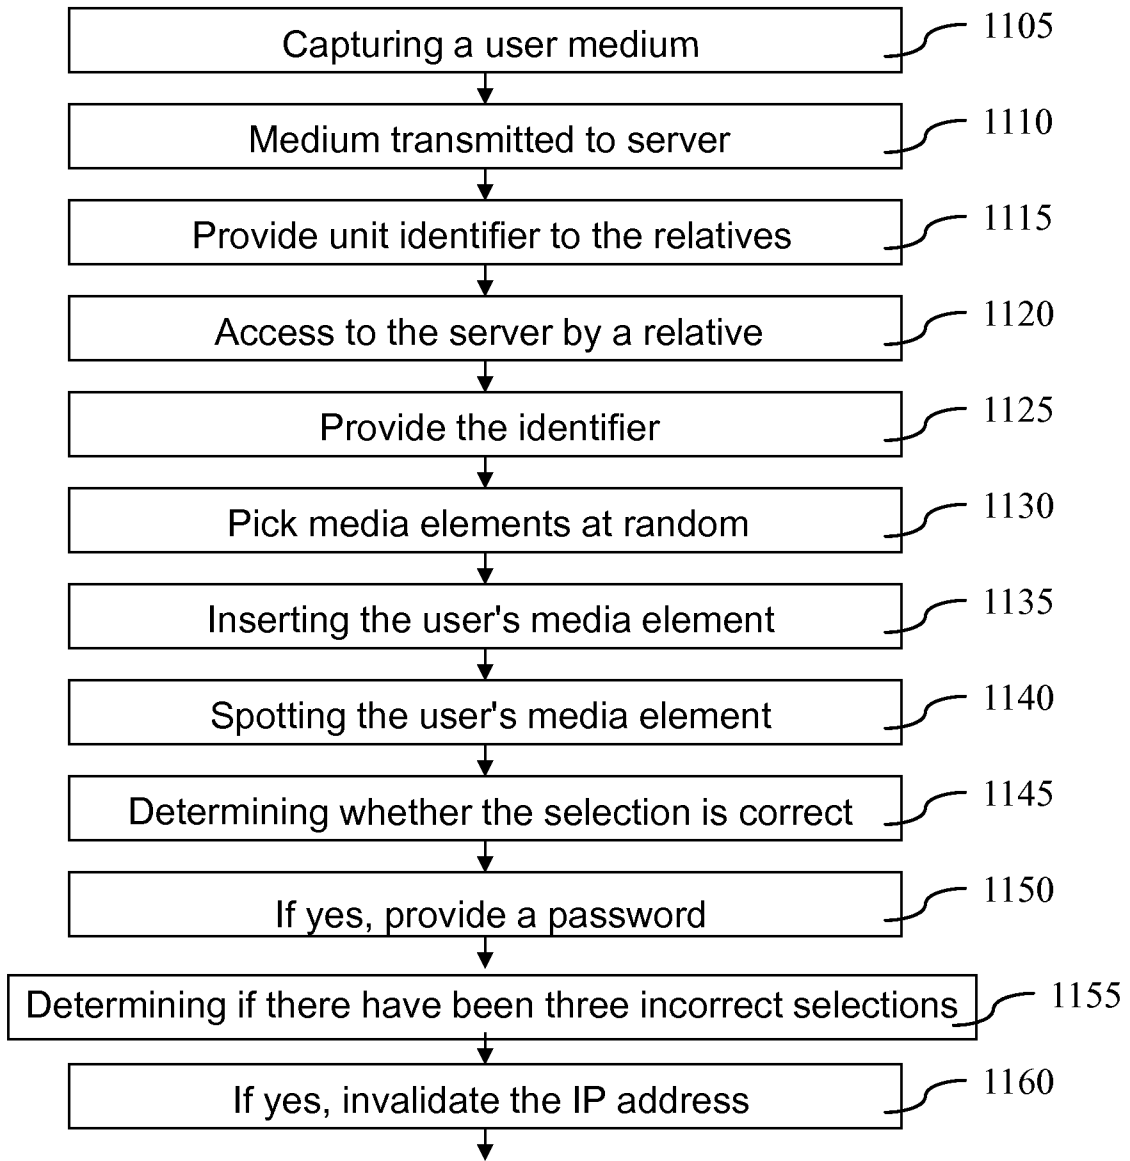 Capturing a user medium 1105
Medium transmitted to server 1110
Provide unit identifier to the relatives 1115
Access to the server by a relative 1120
Provide the identifier 1125
Pick media elements at random 1130
Inserting the user's media element 1135
Spotting the user's media element 1140
Determining whether the selection is correct 1145
If yes, provide a password 1150
Determining if there have been three incorrect selections 1155
If yes, invalidate the IP address 1160